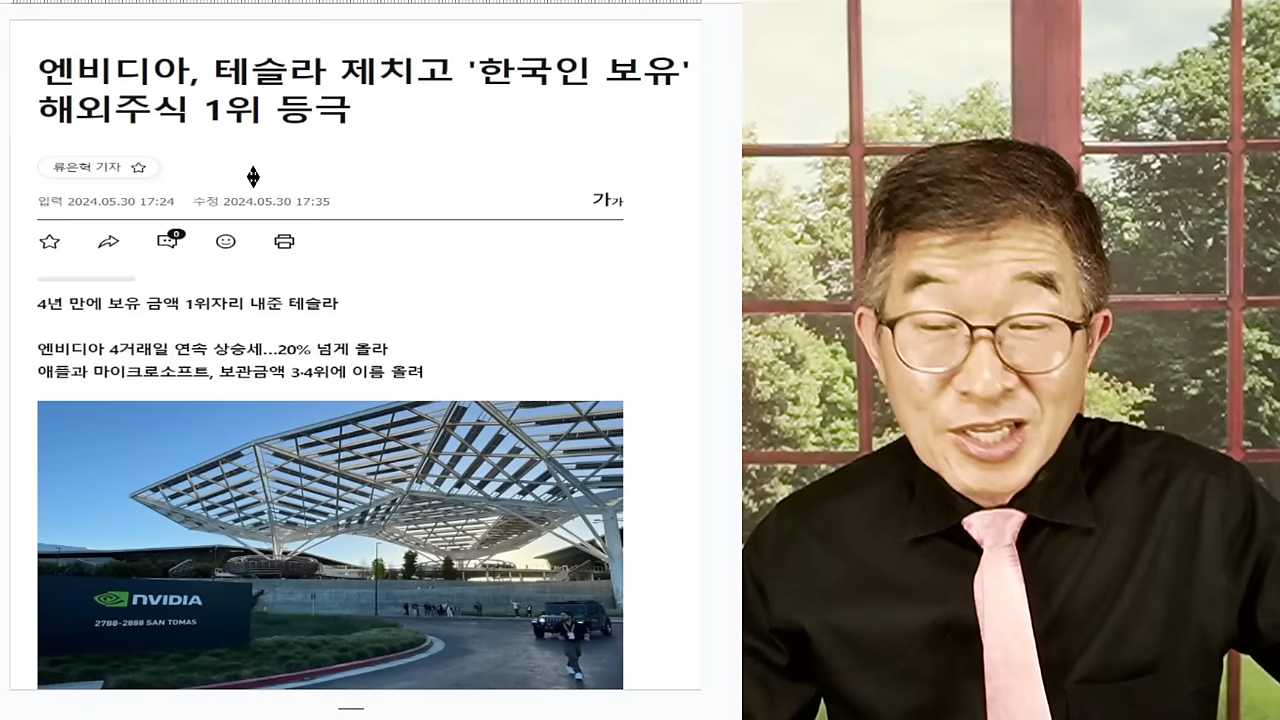 엔비디아, 테슬라 제치고 '한국인 보유'
해외주식 1위 등극
류은혁 기자
입력 2024.05.30 17:24 수정 2024.05.30 17:35
가가
0
4년 만에 보유 금액 1위자리 내준 테슬라
엔비디아 4거래일 연속 상승세…20% 넘게 올라
애플과 마이크로소프트, 보관금액 3·4위에 이름 올려
NVIDIA
2788-2888 SAN TOMAS